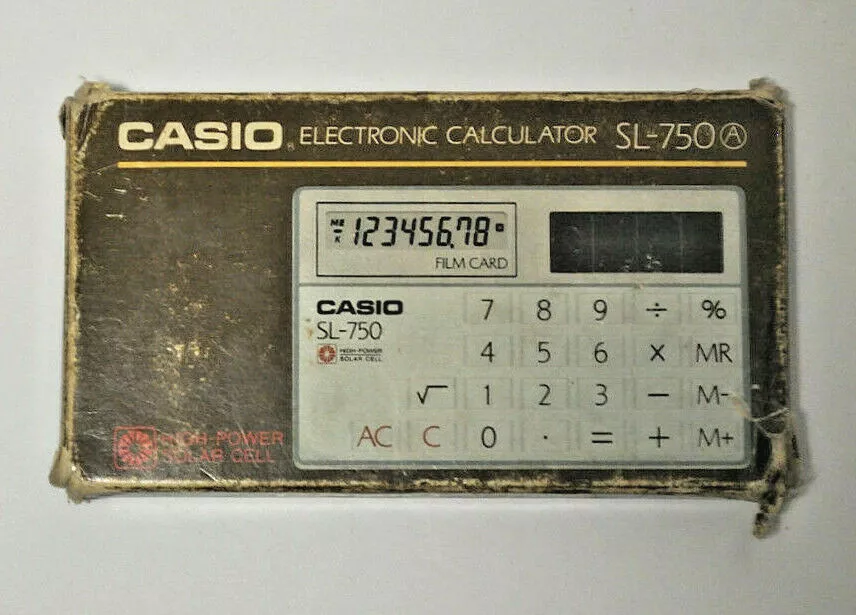 CASIO® ELECTRONIC CALCULATOR SL-750 Ⓐ
ME
÷
K
12345678
FILM CARD
CASIO
SL-750
HIGH-POWER
SOLAR CELL
7 8 9 ÷ %
4 5 6 × MR
√ 1 2 3 − M-
AC C 0 · = + M+
HIGH-POWER
SOLAR CELL